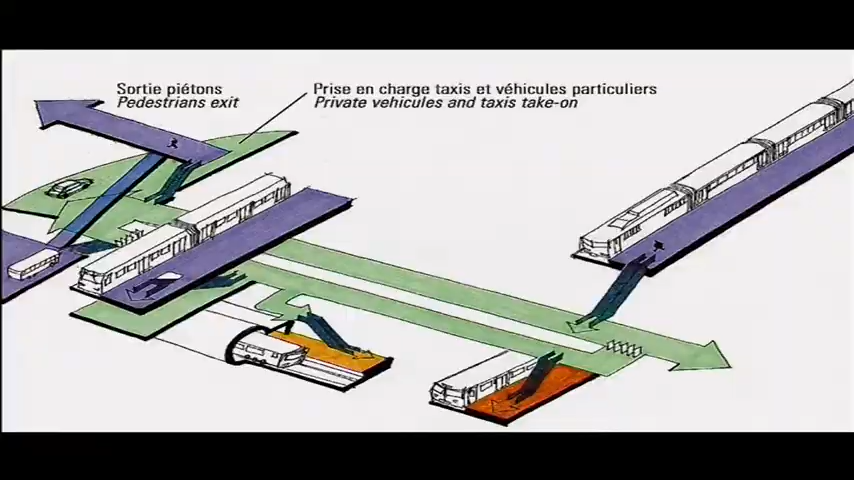 Sortie piétons
Pedestrians exit
Prise en charge taxis et véhicules particuliers
Private vehicules and taxis take-on